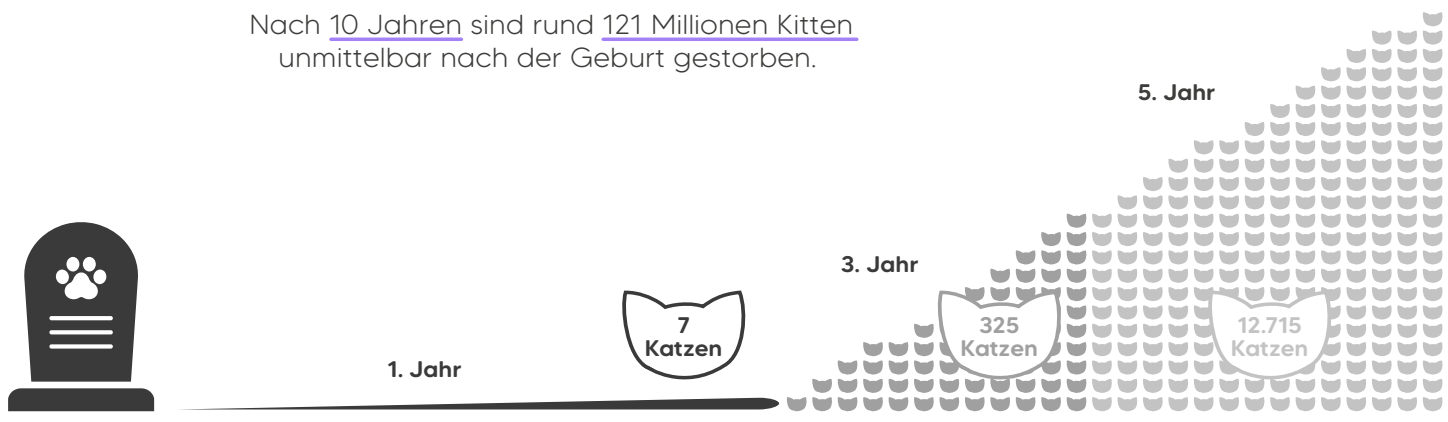 Nach 10 Jahren sind rund 121 Millionen Kitten
unmittelbar nach der Geburt gestorben.
1. Jahr
7
Katzen
3. Jahr
325
Katzen
5. Jahr
12.715
Katzen